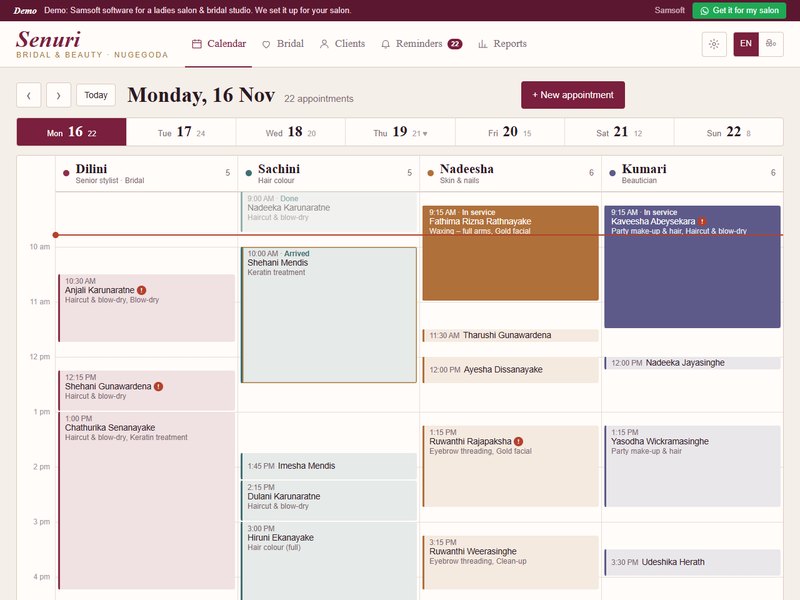 Demo Demo: Samsoft software for a ladies salon & bridal studio. We set it up for your salon. Samsoft Get it for my salon
Senuri
BRIDAL & BEAUTY · NUGEGODA
Calendar Bridal Clients Reminders 22 Reports EN සිං
‹ › Today Monday, 16 Nov 22 appointments + New appointment
Mon 16 22 Tue 17 24 Wed 18 20 Thu 19 21 ♥ Fri 20 15 Sat 21 12 Sun 22 8
Dilini 5
Senior stylist · Bridal
Sachini 5
Hair colour
Nadeesha 6
Skin & nails
Kumari 6
Beautician
10 am
11 am
12 pm
1 pm
2 pm
3 pm
4 pm
10:30 AM
Anjali Karunaratne !
Haircut & blow-dry, Blow-dry
12:15 PM
Shehani Gunawardena !
Haircut & blow-dry
1:00 PM
Chathurika Senanayake
Haircut & blow-dry, Keratin treatment
9:00 AM · Done
Nadeeka Karunaratne
Haircut & blow-dry
10:00 AM · Arrived
Shehani Mendis
Keratin treatment
1:45 PM Imesha Mendis
2:15 PM
Dulani Karunaratne
Haircut & blow-dry
3:00 PM
Hiruni Ekanayake
Hair colour (full)
9:15 AM · In service
Fathima Rizna Rathnayake
Waxing – full arms, Gold facial
11:30 AM Tharushi Gunawardena
12:00 PM Ayesha Dissanayake
1:15 PM
Ruwanthi Rajapaksha !
Eyebrow threading, Gold facial
3:15 PM
Ruwanthi Weerasinghe
Eyebrow threading, Clean-up
9:15 AM · In service
Kaveesha Abeysekara !
Party make-up & hair, Haircut & blow-dry
12:00 PM Nadeeka Jayasinghe
1:15 PM
Yasodha Wickramasinghe
Party make-up & hair
3:30 PM Udeshika Herath